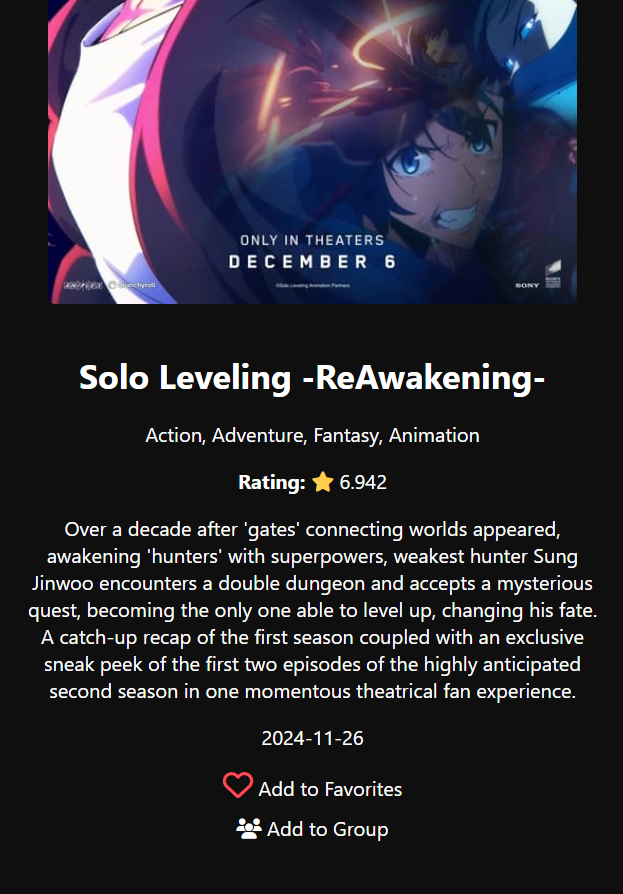 ONLY IN THEATERS
DECEMBER 6
crunchyroll
©Solo Leveling Animation Partners
SONY
Solo Leveling -ReAwakening-
Action, Adventure, Fantasy, Animation
Rating: ⭐ 6.942
Over a decade after 'gates' connecting worlds appeared,
awakening 'hunters' with superpowers, weakest hunter Sung
Jinwoo encounters a double dungeon and accepts a mysterious
quest, becoming the only one able to level up, changing his fate.
A catch-up recap of the first season coupled with an exclusive
sneak peek of the first two episodes of the highly anticipated
second season in one momentous theatrical fan experience.
2024-11-26
Add to Favorites
Add to Group